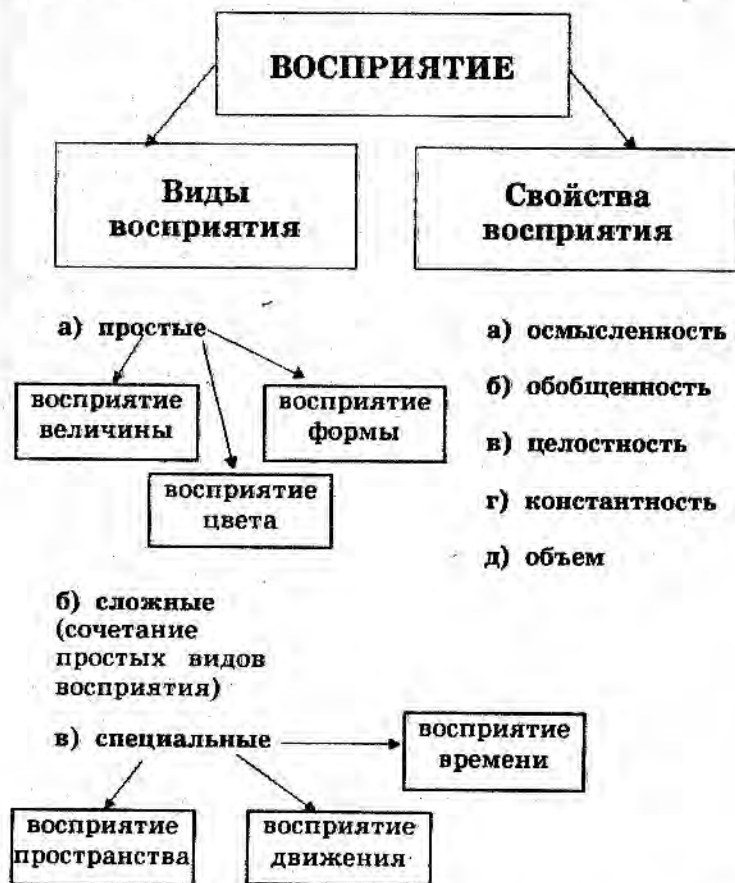 ВОСПРИЯТИЕ
Виды
восприятия
Свойства
восприятия
а) простые
восприятие
величины
восприятие
формы
восприятие
цвета
б) сложные
(сочетание
простых видов
восприятия)
в) специальные
восприятие
времени
восприятие
пространства
восприятие
движения
а) осмысленность
б) обобщенность
в) целостность
г) константность
д) объем